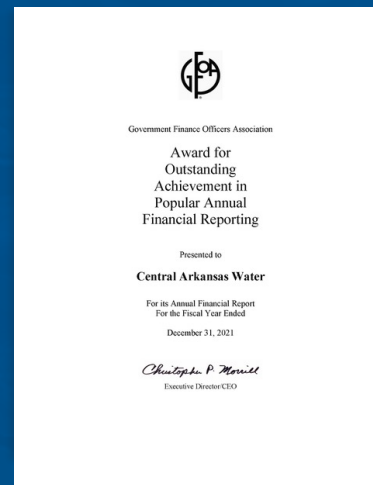 GFOA
Government Finance Officers Association
Award for
Outstanding
Achievement in
Popular Annual
Financial Reporting
Presented to
Central Arkansas Water
For its Annual Financial Report
For the Fiscal Year Ended
December 31, 2021
Christopher P. Morrill
Executive Director/CEO